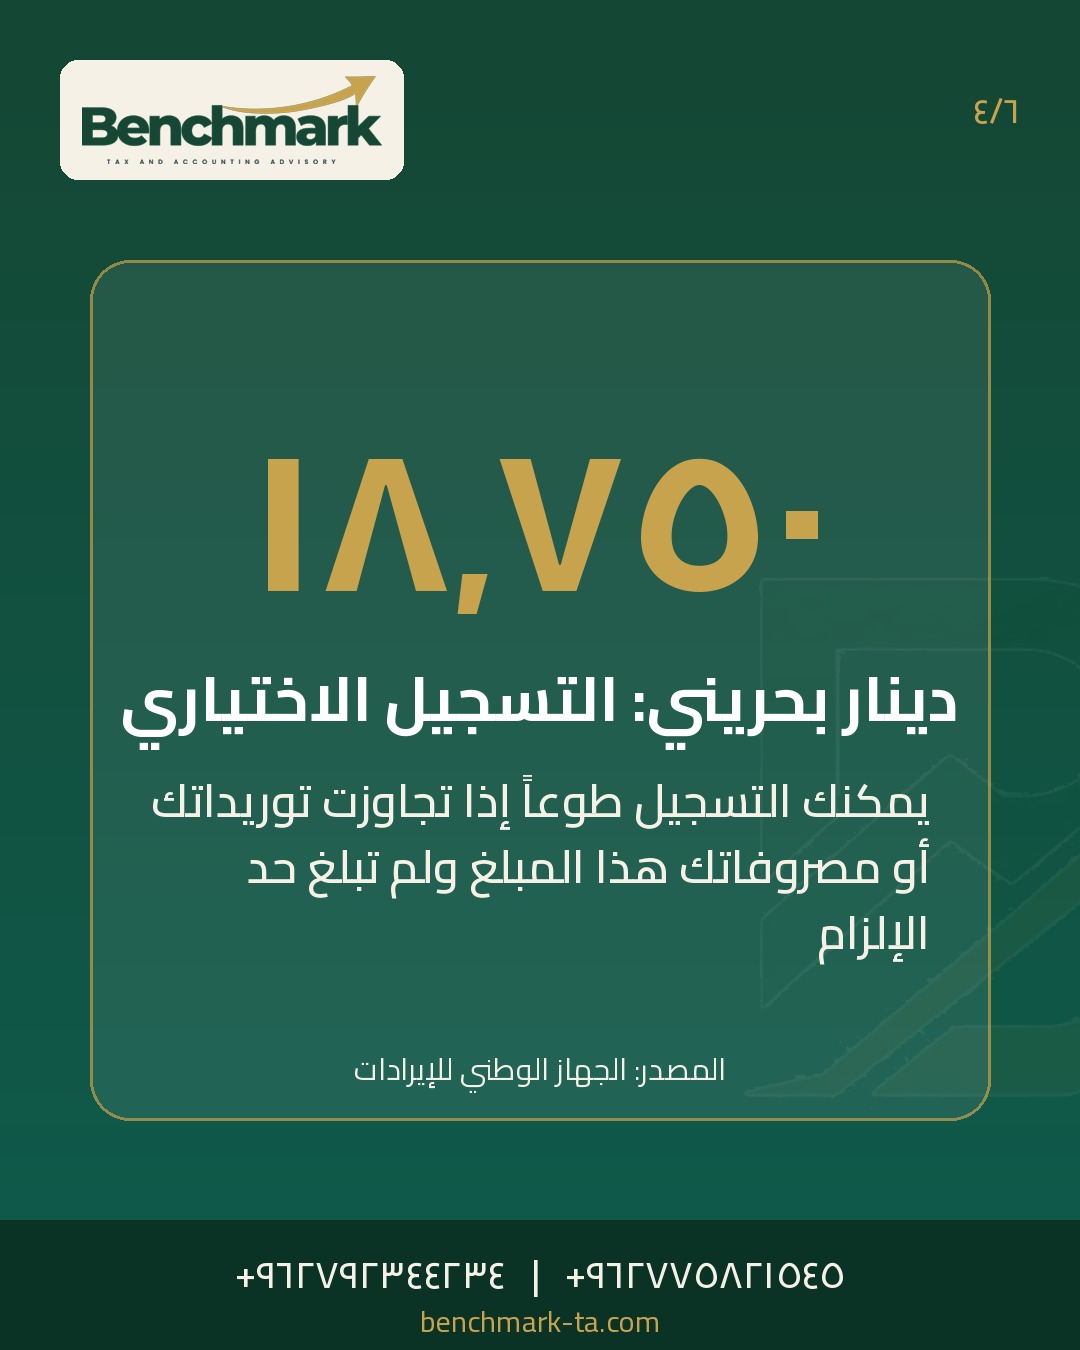 Benchmark
TAX AND ACCOUNTING ADVISORY
٤/٦
١٨,٧٥٠
دينار بحريني: التسجيل الاختياري
يمكنك التسجيل طوعاً إذا تجاوزت توريداتك
أو مصروفاتك هذا المبلغ ولم تبلغ حد
الإلزام
المصدر: الجهاز الوطني للإيرادات
+٩٦٢٧٩٢٣٤٤٢٣٤ | +٩٦٢٧٧٥٨٢١٥٤٥
benchmark-ta.com